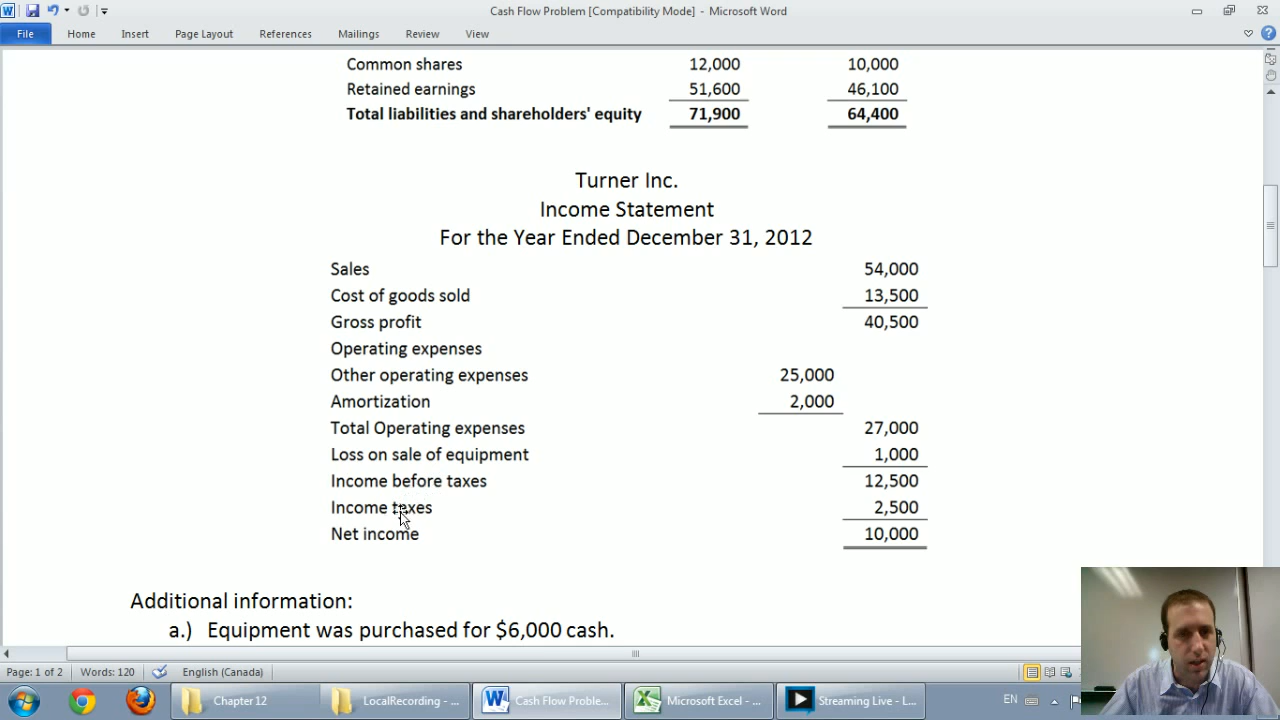 Cash Flow Problem [Compatibility Mode] - Microsoft Word
File Home Insert Page Layout References Mailings Review View
Common shares 12,000 10,000
Retained earnings 51,600 46,100
Total liabilities and shareholders' equity 71,900 64,400
Turner Inc.
Income Statement
For the Year Ended December 31, 2012
Sales 54,000
Cost of goods sold 13,500
Gross profit 40,500
Operating expenses
Other operating expenses 25,000
Amortization 2,000
Total Operating expenses 27,000
Loss on sale of equipment 1,000
Income before taxes 12,500
Income taxes 2,500
Net income 10,000
Additional information:
a.) Equipment was purchased for $6,000 cash.
Page: 1 of 2 Words: 120 English (Canada)
Chapter 12 LocalRecording - ... Cash Flow Proble... Microsoft Excel - ... Streaming Live - L... EN